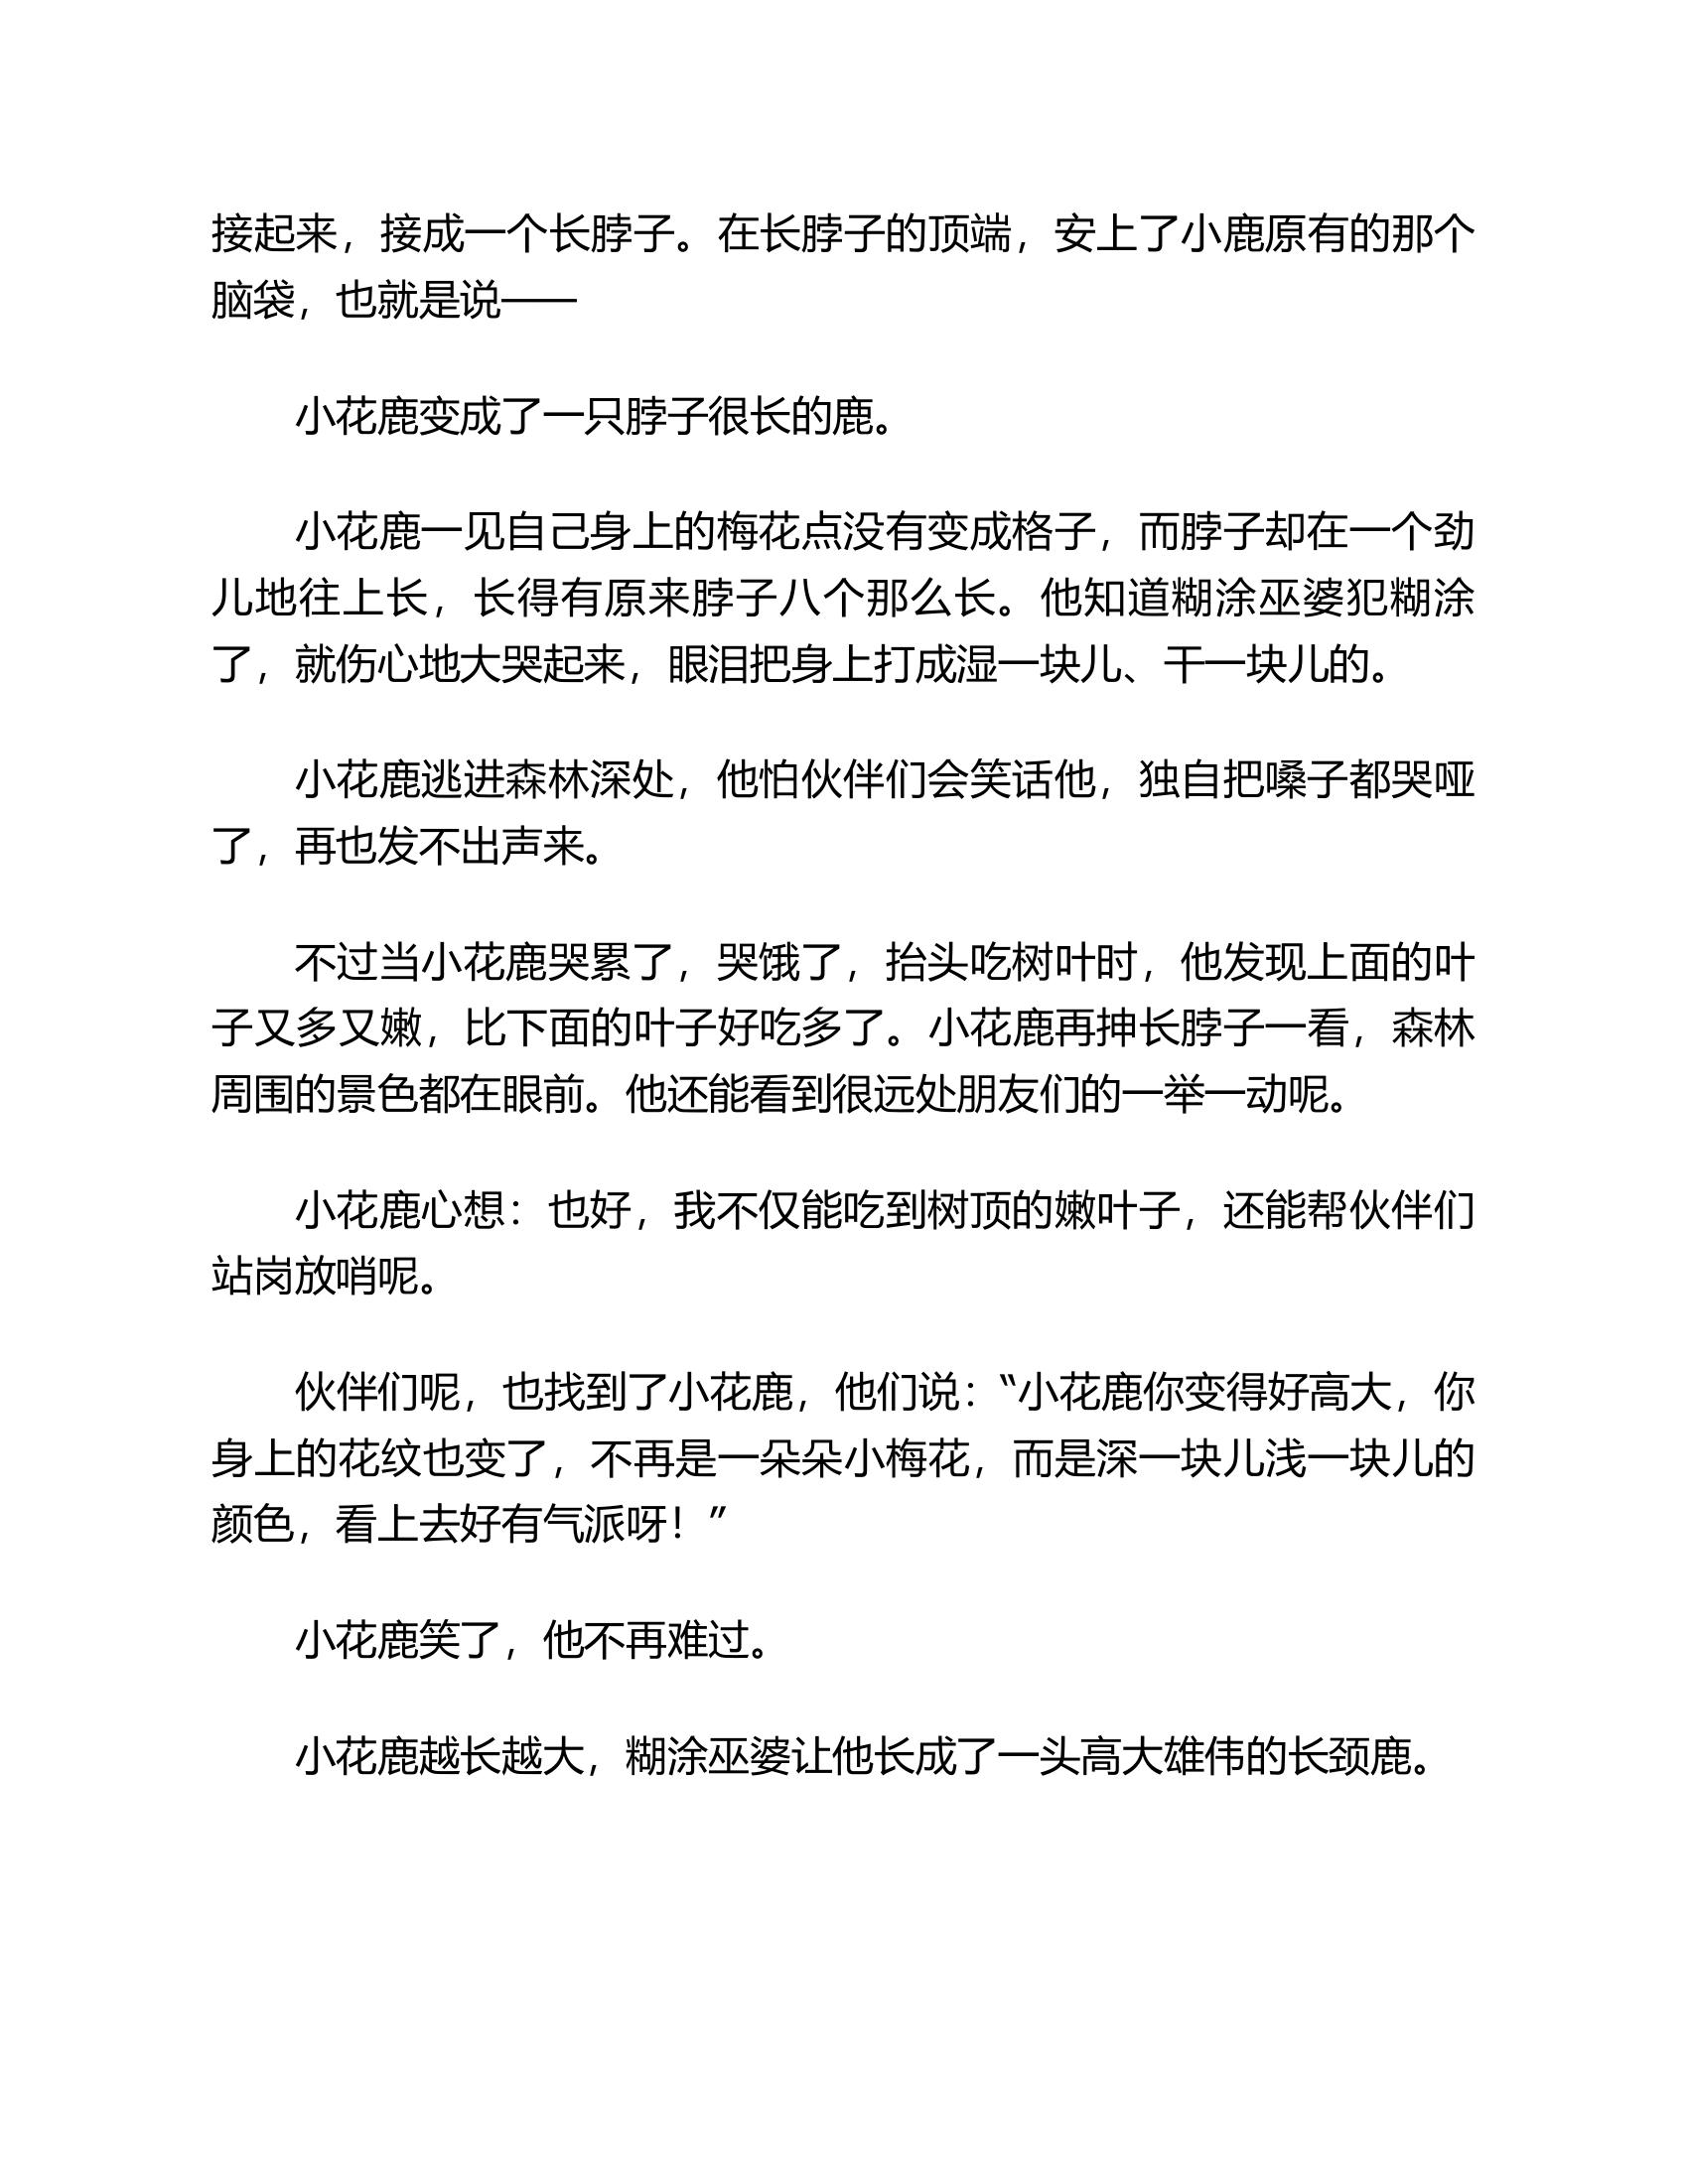 接起来，接成一个长脖子。在长脖子的顶端，安上了小鹿原有的那个
脑袋，也就是说——
小花鹿变成了一只脖子很长的鹿。
小花鹿一见自己身上的梅花点没有变成格子，而脖子却在一个劲
儿地往上长，长得有原来脖子八个那么长。他知道糊涂巫婆犯糊涂
了，就伤心地大哭起来，眼泪把身上打成湿一块儿、干一块儿的。
小花鹿逃进森林深处，他怕伙伴们会笑话他，独自把嗓子都哭哑
了，再也发不出声来。
不过当小花鹿哭累了，哭饿了，抬头吃树叶时，他发现上面的叶
子又多又嫩，比下面的叶子好吃多了。小花鹿再抻长脖子一看，森林
周围的景色都在眼前。他还能看到很远处朋友们的一举一动呢。
小花鹿心想：也好，我不仅能吃到树顶的嫩叶子，还能帮伙伴们
站岗放哨呢。
伙伴们呢，也找到了小花鹿，他们说：“小花鹿你变得好高大，你
身上的花纹也变了，不再是一朵朵小梅花，而是深一块儿浅一块儿的
颜色，看上去好有气派呀！”
小花鹿笑了，他不再难过。
小花鹿越长越大，糊涂巫婆让他长成了一头高大雄伟的长颈鹿。